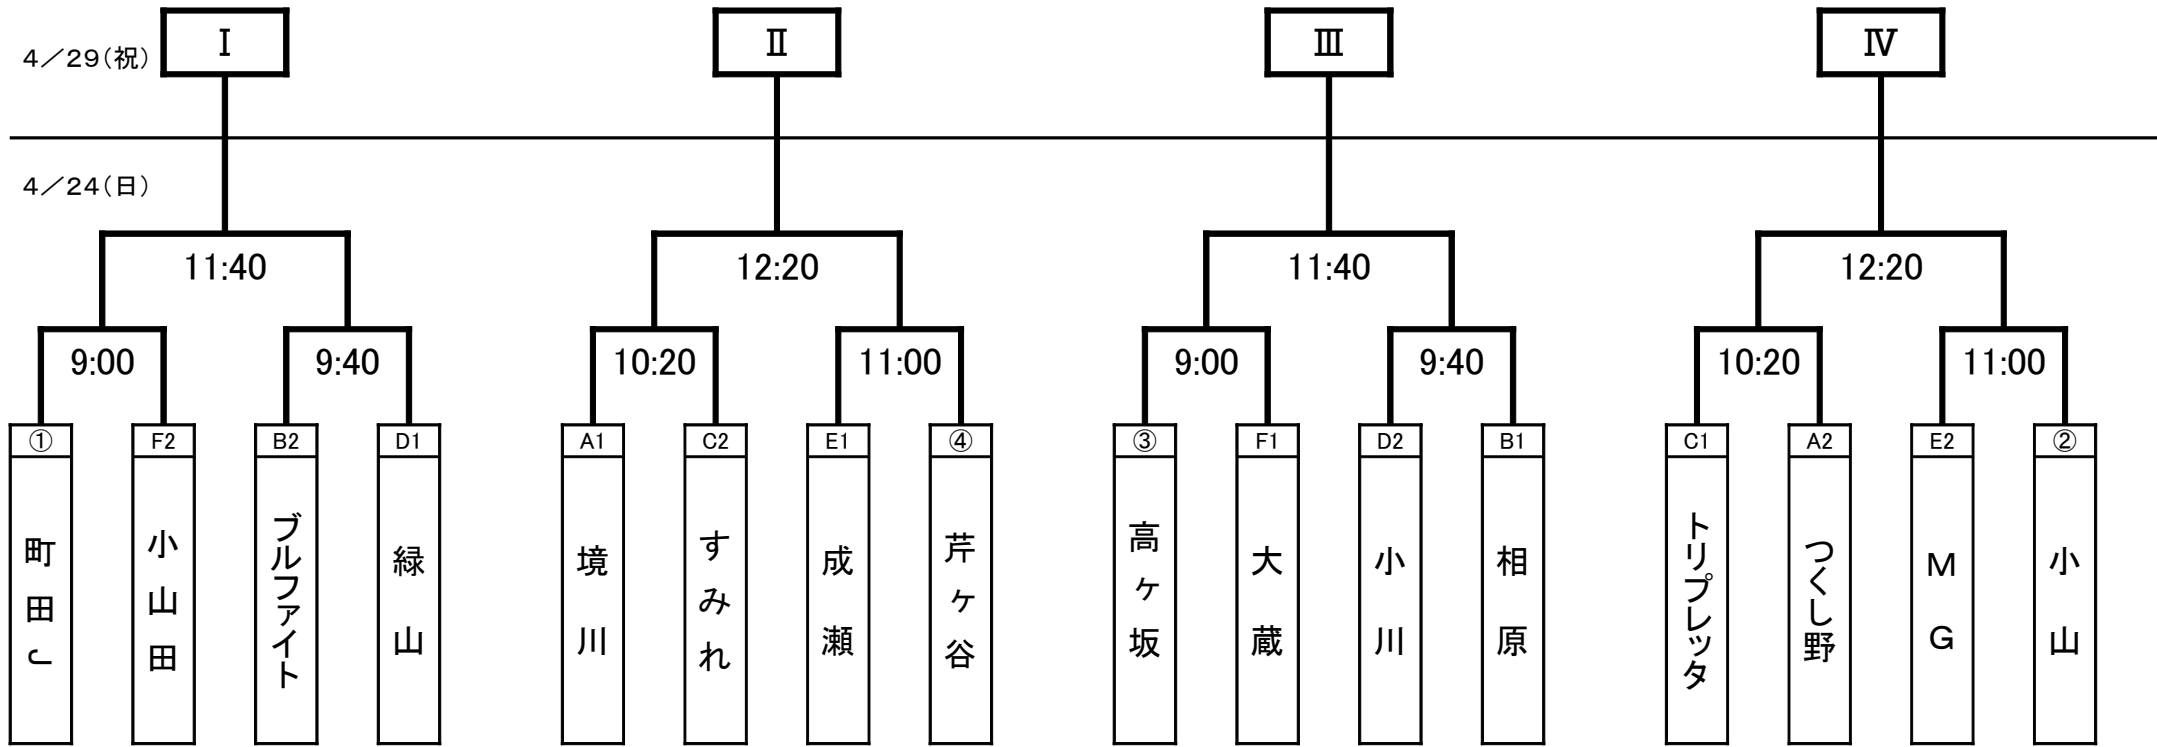 4／29(祝)
Ⅰ
Ⅱ
Ⅲ
Ⅳ
4／24(日)
11:40
12:20
11:40
12:20
9:00
9:40
10:20
11:00
9:00
9:40
10:20
11:00
①
F2
B2
D1
A1
C2
E1
④
③
F1
D2
B1
C1
A2
E2
②
町田J
小山田
ブルファイト
緑山
境川
すみれ
成瀬
芹ヶ谷
高ヶ坂
大蔵
小川
相原
トリプレッタ
つくし野
MG
小山